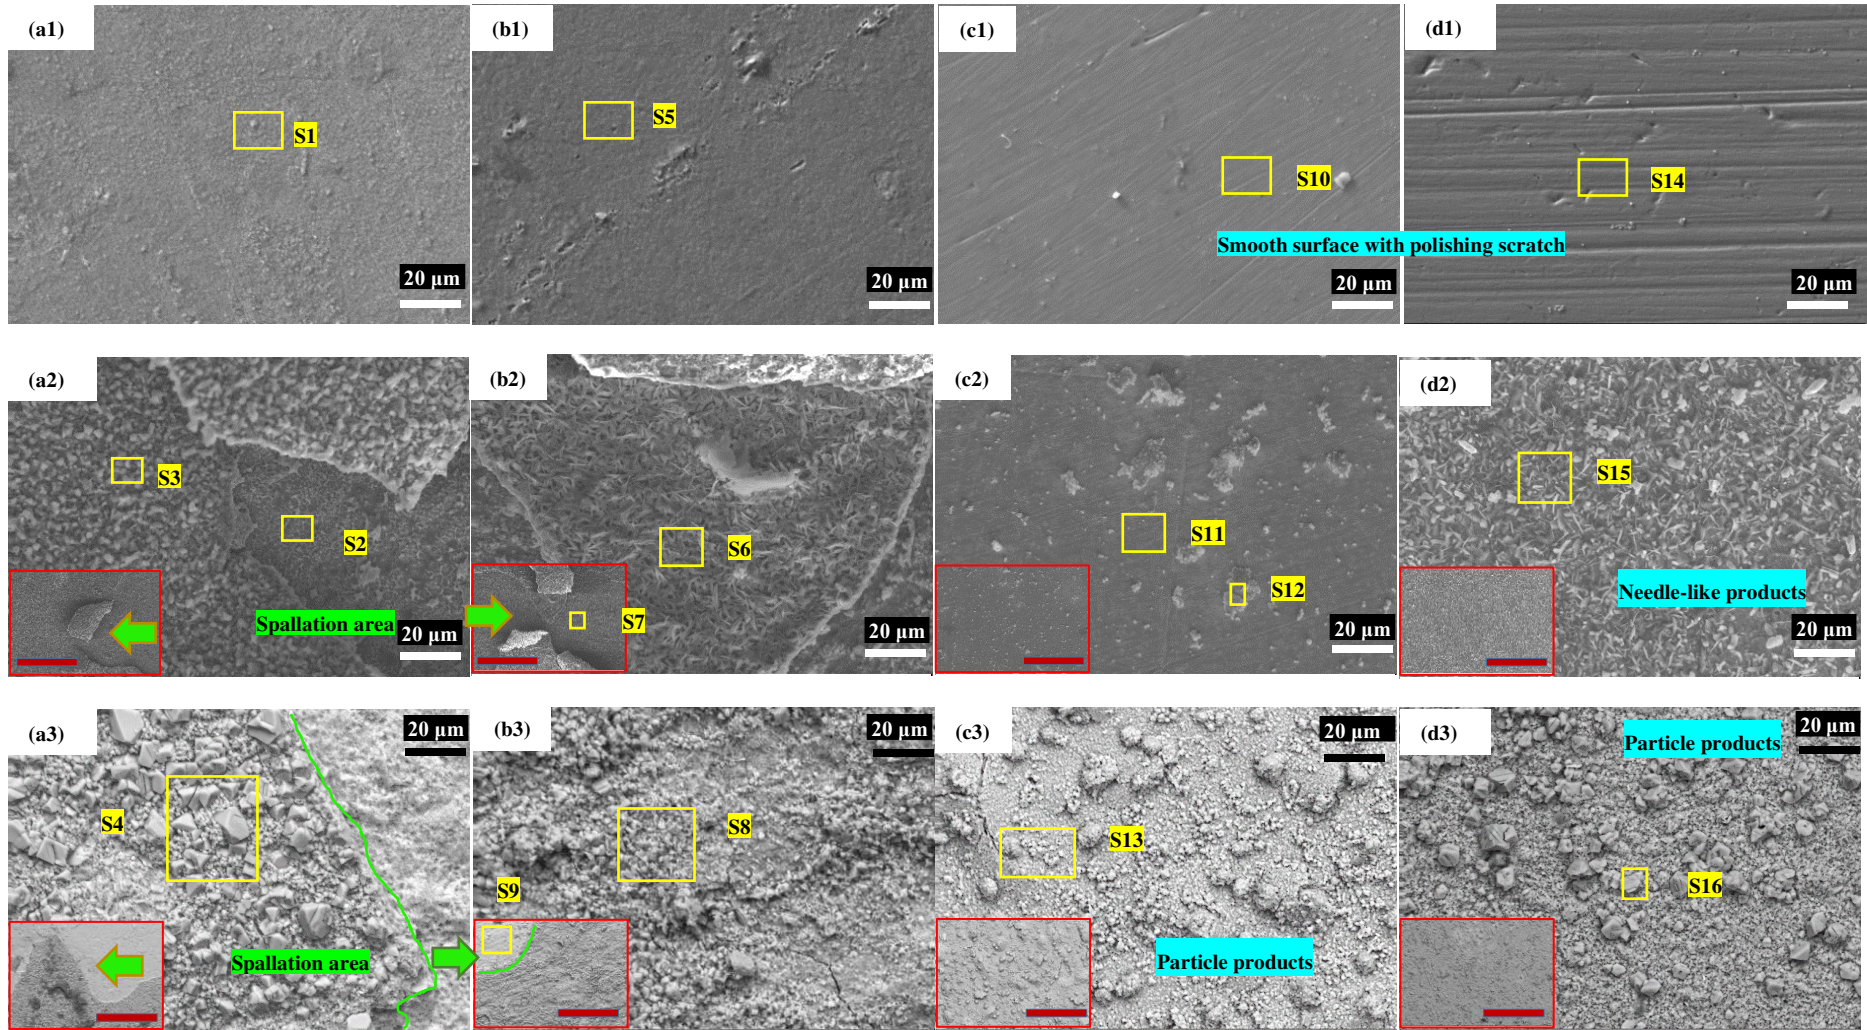 (a1)
S1
20 µm
(b1)
S5
20 µm
(c1)
S10
20 µm
(d1)
S14
Smooth surface with polishing scratch
20 µm
(a2)
S3
S2
Spallation area
20 µm
(b2)
S6
S7
20 µm
(c2)
S11
S12
20 µm
(d2)
S15
Needle-like products
20 µm
(a3)
20 µm
S4
Spallation area
(b3)
20 µm
S8
S9
(c3)
20 µm
S13
Particle products
(d3)
Particle products
20 µm
S16